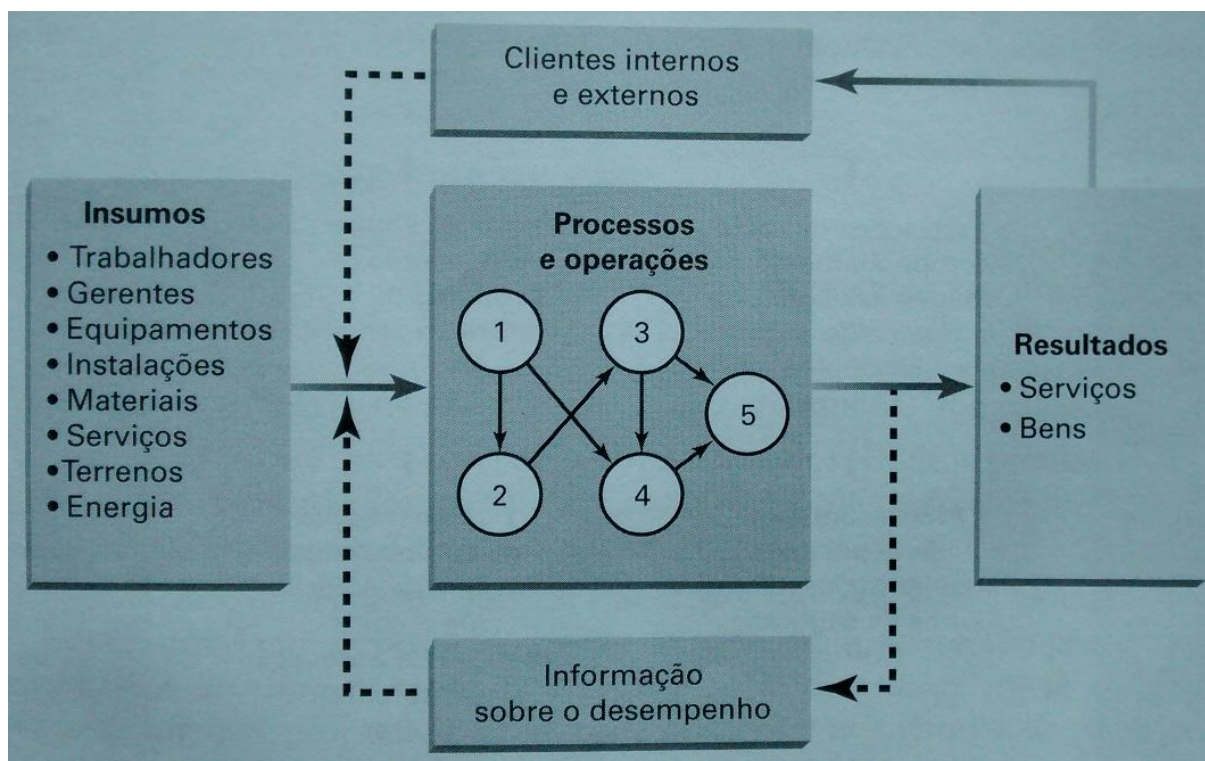 Clientes internos
e externos
Insumos
• Trabalhadores
• Gerentes
• Equipamentos
• Instalações
• Materiais
• Serviços
•Terrenos
• Energia
Processos
e operações
1
3
5
2
4
Resultados
• Serviços
• Bens
Informação
sobre o desempenho